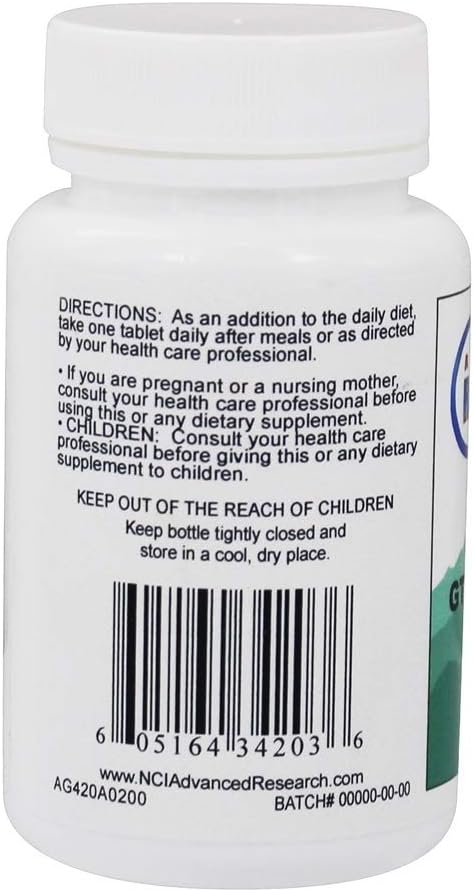 DIRECTIONS: As an addition to the daily diet,
take one tablet daily after meals or as directed
by your health care professional.
• If you are pregnant or a nursing mother,
consult your health care professional before
using this or any dietary supplement.
• CHILDREN: Consult your health care
professional before giving this or any dietary
supplement to children.
KEEP OUT OF THE REACH OF CHILDREN
Keep bottle tightly closed and
store in a cool, dry place.
6 05164 34203 6
www.NCIAdvancedResearch.com
AG420A0200 BATCH# 00000-00-00